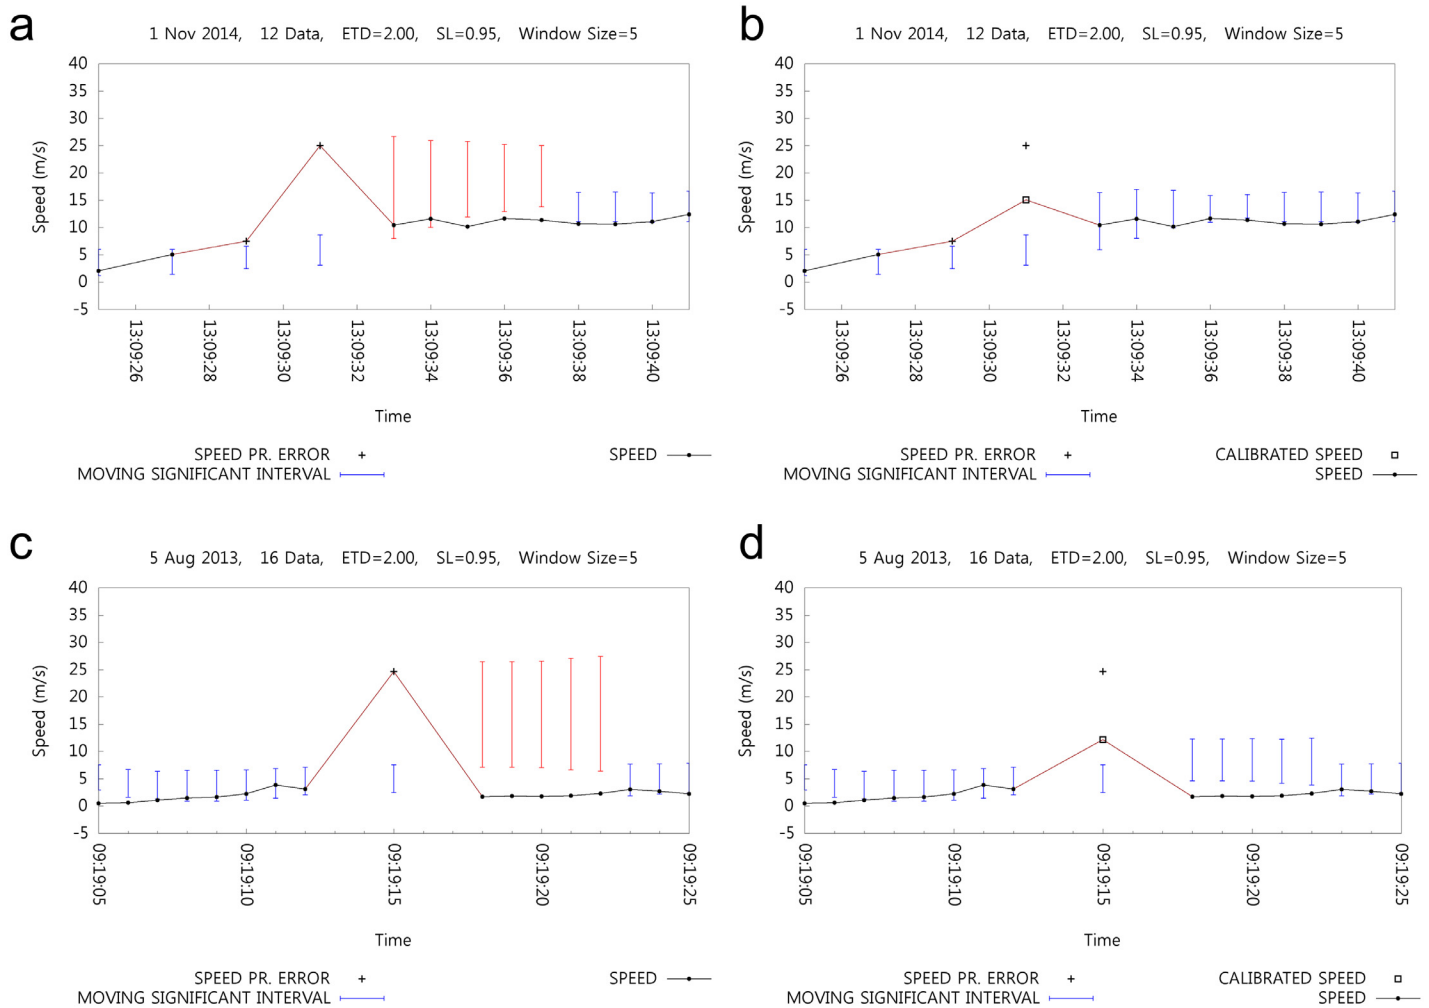 a
1 Nov 2014, 12 Data, ETD=2.00, SL=0.95, Window Size=5
40
35
30
25
20
15
10
5
0
-5
Speed (m/s)
13:09:26
13:09:28
13:09:30
13:09:32
13:09:34
13:09:36
13:09:38
13:09:40
Time
SPEED PR. ERROR
SPEED
MOVING SIGNIFICANT INTERVAL
b
1 Nov 2014, 12 Data, ETD=2.00, SL=0.95, Window Size=5
40
35
30
25
20
15
10
5
0
-5
Speed (m/s)
13:09:26
13:09:28
13:09:30
13:09:32
13:09:34
13:09:36
13:09:38
13:09:40
Time
SPEED PR. ERROR
CALIBRATED SPEED
MOVING SIGNIFICANT INTERVAL
SPEED
c
5 Aug 2013, 16 Data, ETD=2.00, SL=0.95, Window Size=5
40
35
30
25
20
15
10
5
0
-5
Speed (m/s)
09:19:05
09:19:10
09:19:15
09:19:20
09:19:25
Time
SPEED PR. ERROR
SPEED
MOVING SIGNIFICANT INTERVAL
d
5 Aug 2013, 16 Data, ETD=2.00, SL=0.95, Window Size=5
40
35
30
25
20
15
10
5
0
-5
Speed (m/s)
09:19:05
09:19:10
09:19:15
09:19:20
09:19:25
Time
SPEED PR. ERROR
CALIBRATED SPEED
MOVING SIGNIFICANT INTERVAL
SPEED